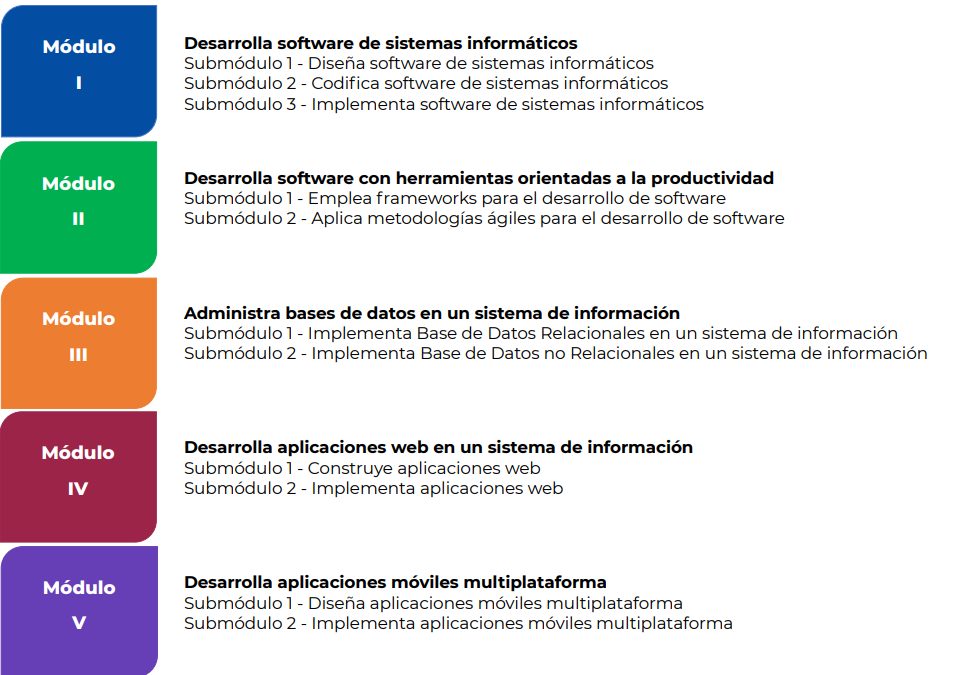 Módulo
I
Desarrolla software de sistemas informáticos
Submódulo 1 - Diseña software de sistemas informáticos
Submódulo 2 - Codifica software de sistemas informáticos
Submódulo 3 - Implementa software de sistemas informáticos
Módulo
II
Desarrolla software con herramientas orientadas a la productividad
Submódulo 1 - Emplea frameworks para el desarrollo de software
Submódulo 2 - Aplica metodologías ágiles para el desarrollo de software
Módulo
III
Administra bases de datos en un sistema de información
Submódulo 1 - Implementa Base de Datos Relacionales en un sistema de información
Submódulo 2 - Implementa Base de Datos no Relacionales en un sistema de información
Módulo
IV
Desarrolla aplicaciones web en un sistema de información
Submódulo 1 - Construye aplicaciones web
Submódulo 2 - Implementa aplicaciones web
Módulo
V
Desarrolla aplicaciones móviles multiplataforma
Submódulo 1 - Diseña aplicaciones móviles multiplataforma
Submódulo 2 - Implementa aplicaciones móviles multiplataforma